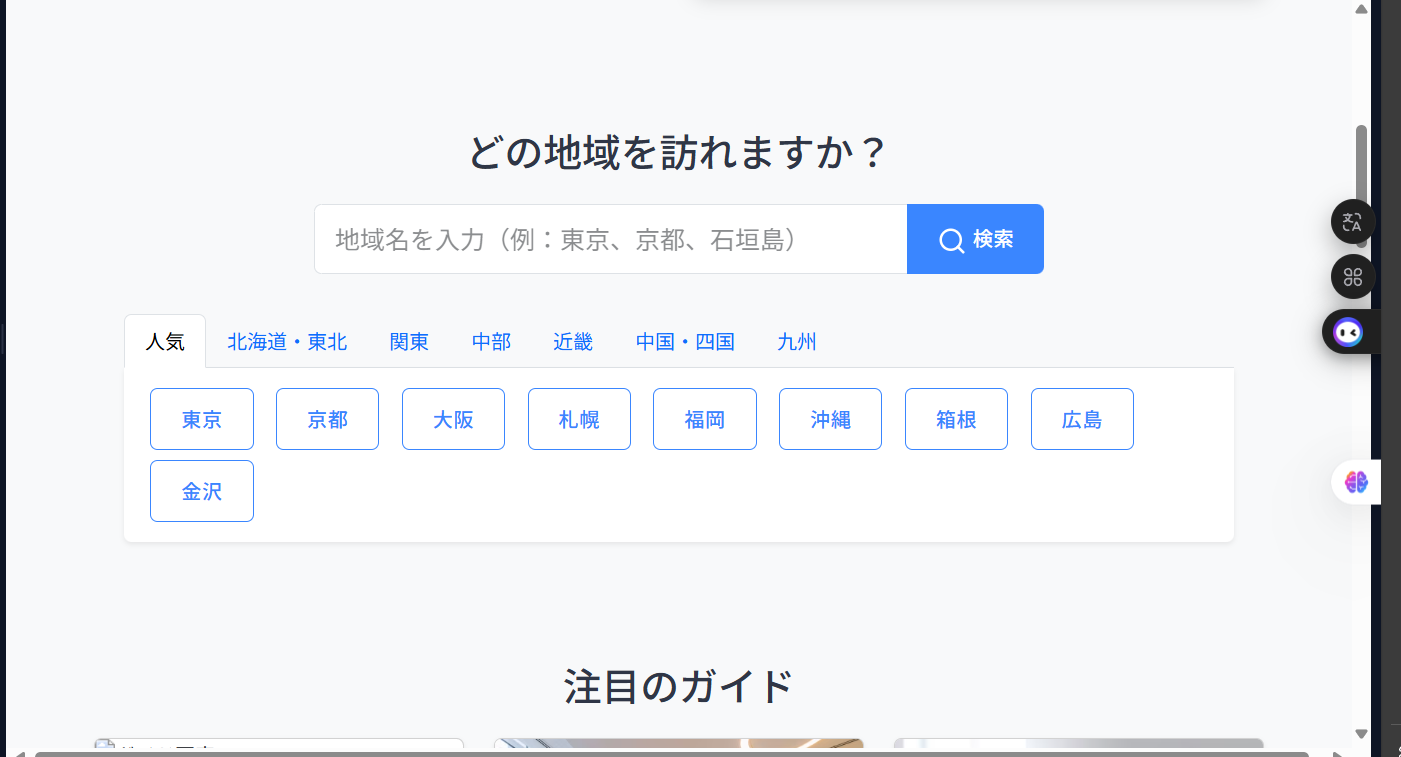 どの地域を訪れますか？
地域名を入力（例：東京、京都、石垣島）
検索
人気 北海道・東北 関東 中部 近畿 中国・四国 九州
東京 京都 大阪 札幌 福岡 沖縄 箱根 広島
金沢
注目のガイド